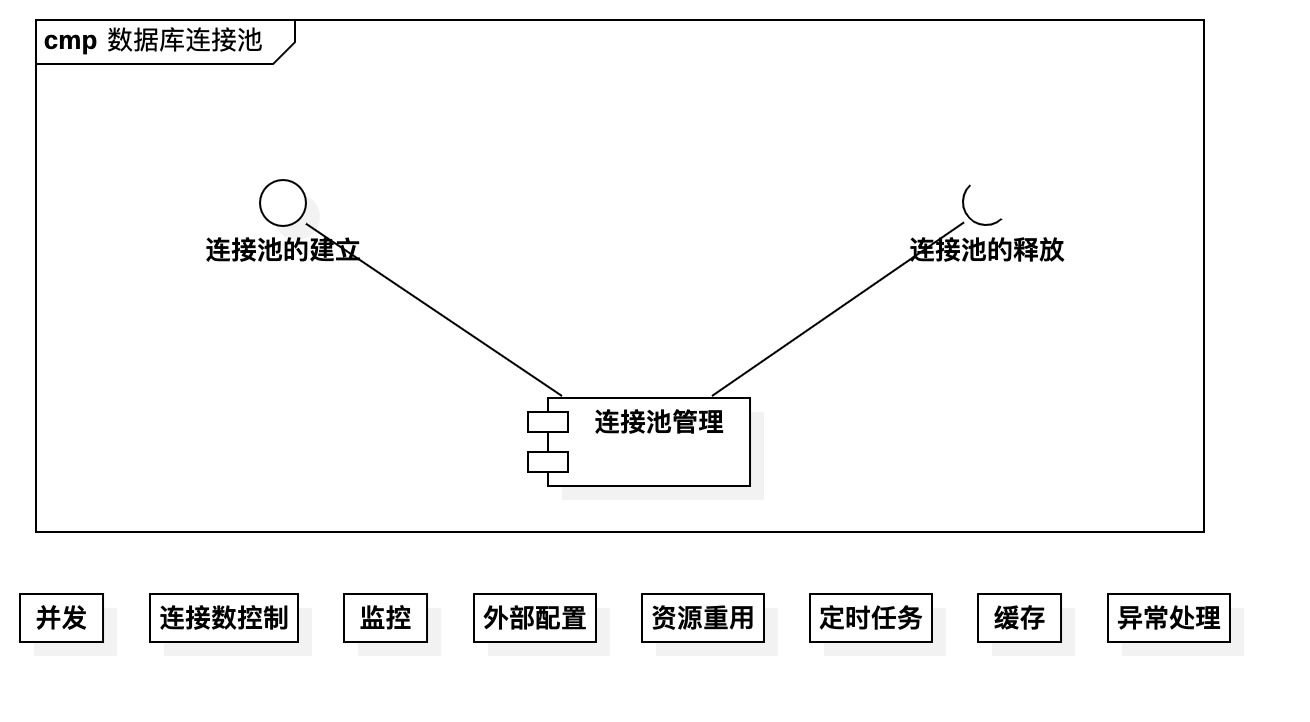 cmp 数据库连接池
连接池的建立
连接池的释放
连接池管理
并发
连接数控制
监控
外部配置
资源重用
定时任务
缓存
异常处理